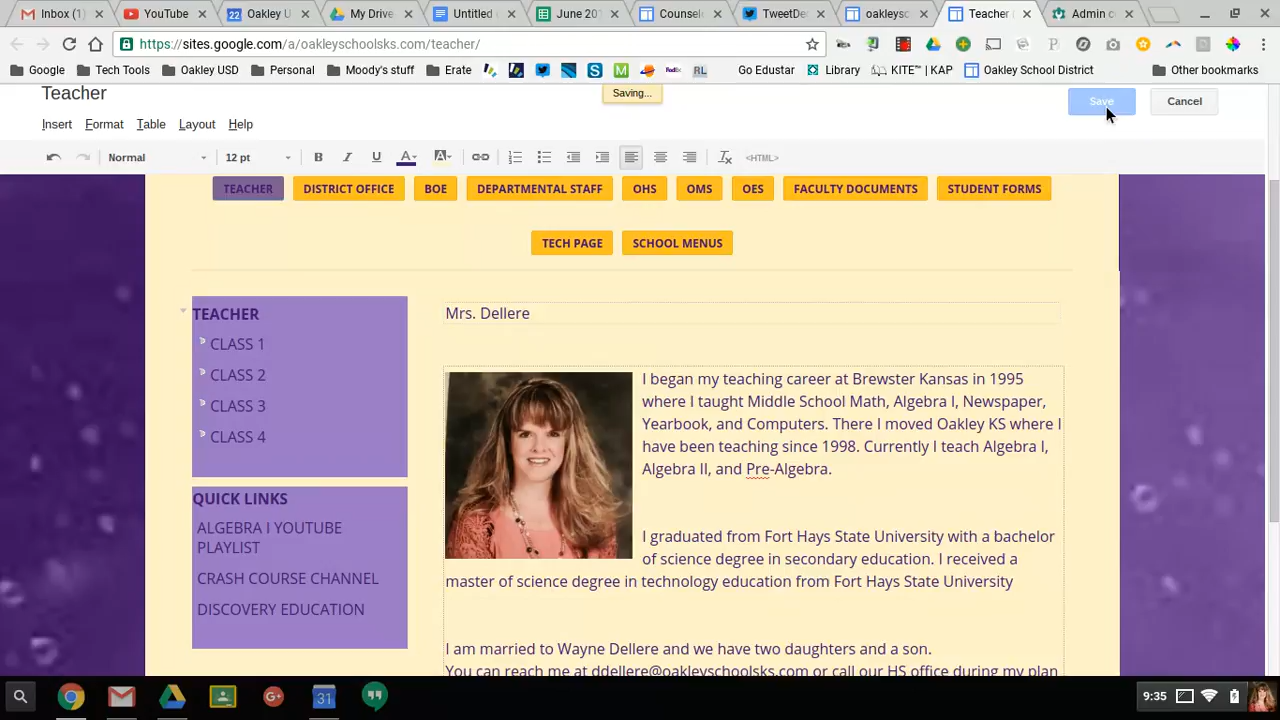 Inbox (1)
YouTube
Oakley U
My Drive
Untitled
June 20
Counsel
TweetDe
oakleysc
Teacher
Admin c
https://sites.google.com/a/oakleyschoolsks.com/teacher/
Google
Tech Tools
Oakley USD
Personal
Moody's stuff
Erate
S
M
FedEx
RL
Go Edustar
Library
KITE™ | KAP
Oakley School District
Other bookmarks
Teacher
Saving...
Save
Cancel
Insert
Format
Table
Layout
Help
Normal
12 pt
B
I
U
A
A
<HTML>
TEACHER
DISTRICT OFFICE
BOE
DEPARTMENTAL STAFF
OHS
OMS
OES
FACULTY DOCUMENTS
STUDENT FORMS
TECH PAGE
SCHOOL MENUS
TEACHER
CLASS 1
CLASS 2
CLASS 3
CLASS 4
QUICK LINKS
ALGEBRA I YOUTUBE
PLAYLIST
CRASH COURSE CHANNEL
DISCOVERY EDUCATION
Mrs. Dellere
I began my teaching career at Brewster Kansas in 1995
where I taught Middle School Math, Algebra I, Newspaper,
Yearbook, and Computers. There I moved Oakley KS where I
have been teaching since 1998. Currently I teach Algebra I,
Algebra II, and Pre-Algebra.
I graduated from Fort Hays State University with a bachelor
of science degree in secondary education. I received a
master of science degree in technology education from Fort Hays State University
I am married to Wayne Dellere and we have two daughters and a son.
You can reach me at ddellere@oakleyschoolsks.com or call our HS office during my plan
31
9:35